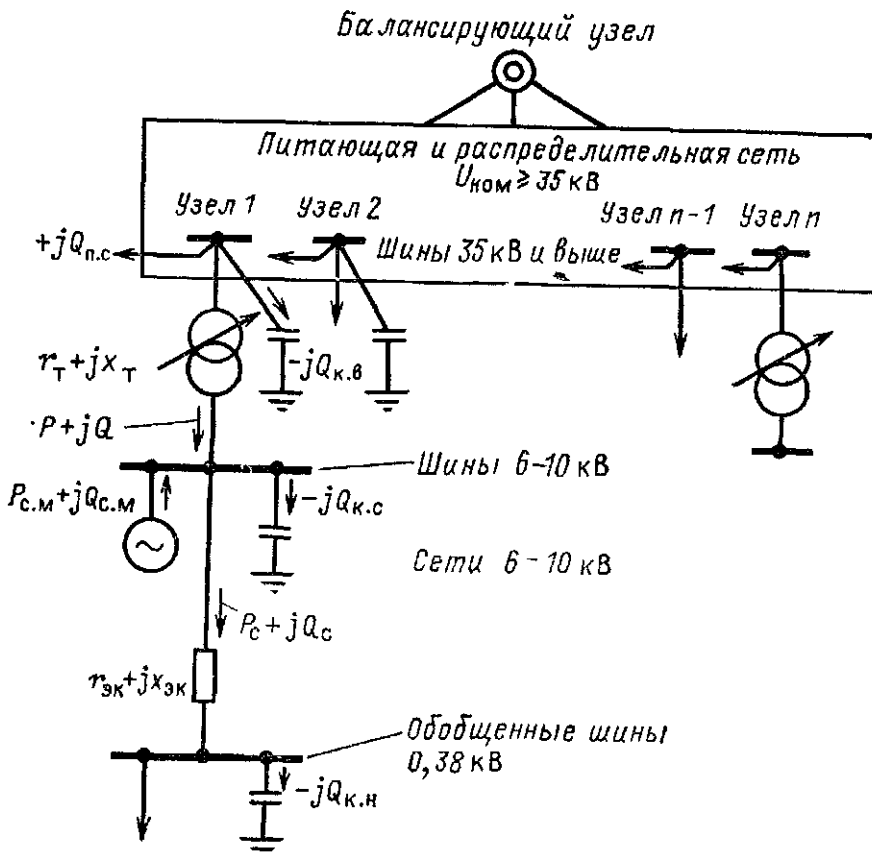 Балансирующий узел
Питающая и распределительная сеть
Uном ≥ 35 кВ
Узел 1
Узел 2
Узел n-1
Узел n
+jQп.с
Шины 35 кВ и выше
rт+jxт
-jQк.в
P+jQ
Шины 6-10 кВ
Pс.м+jQс.м
-jQк.с
Сети 6-10 кВ
Pс+jQс
rэк+jxэк
Обобщенные шины
0,38 кВ
-jQк.н